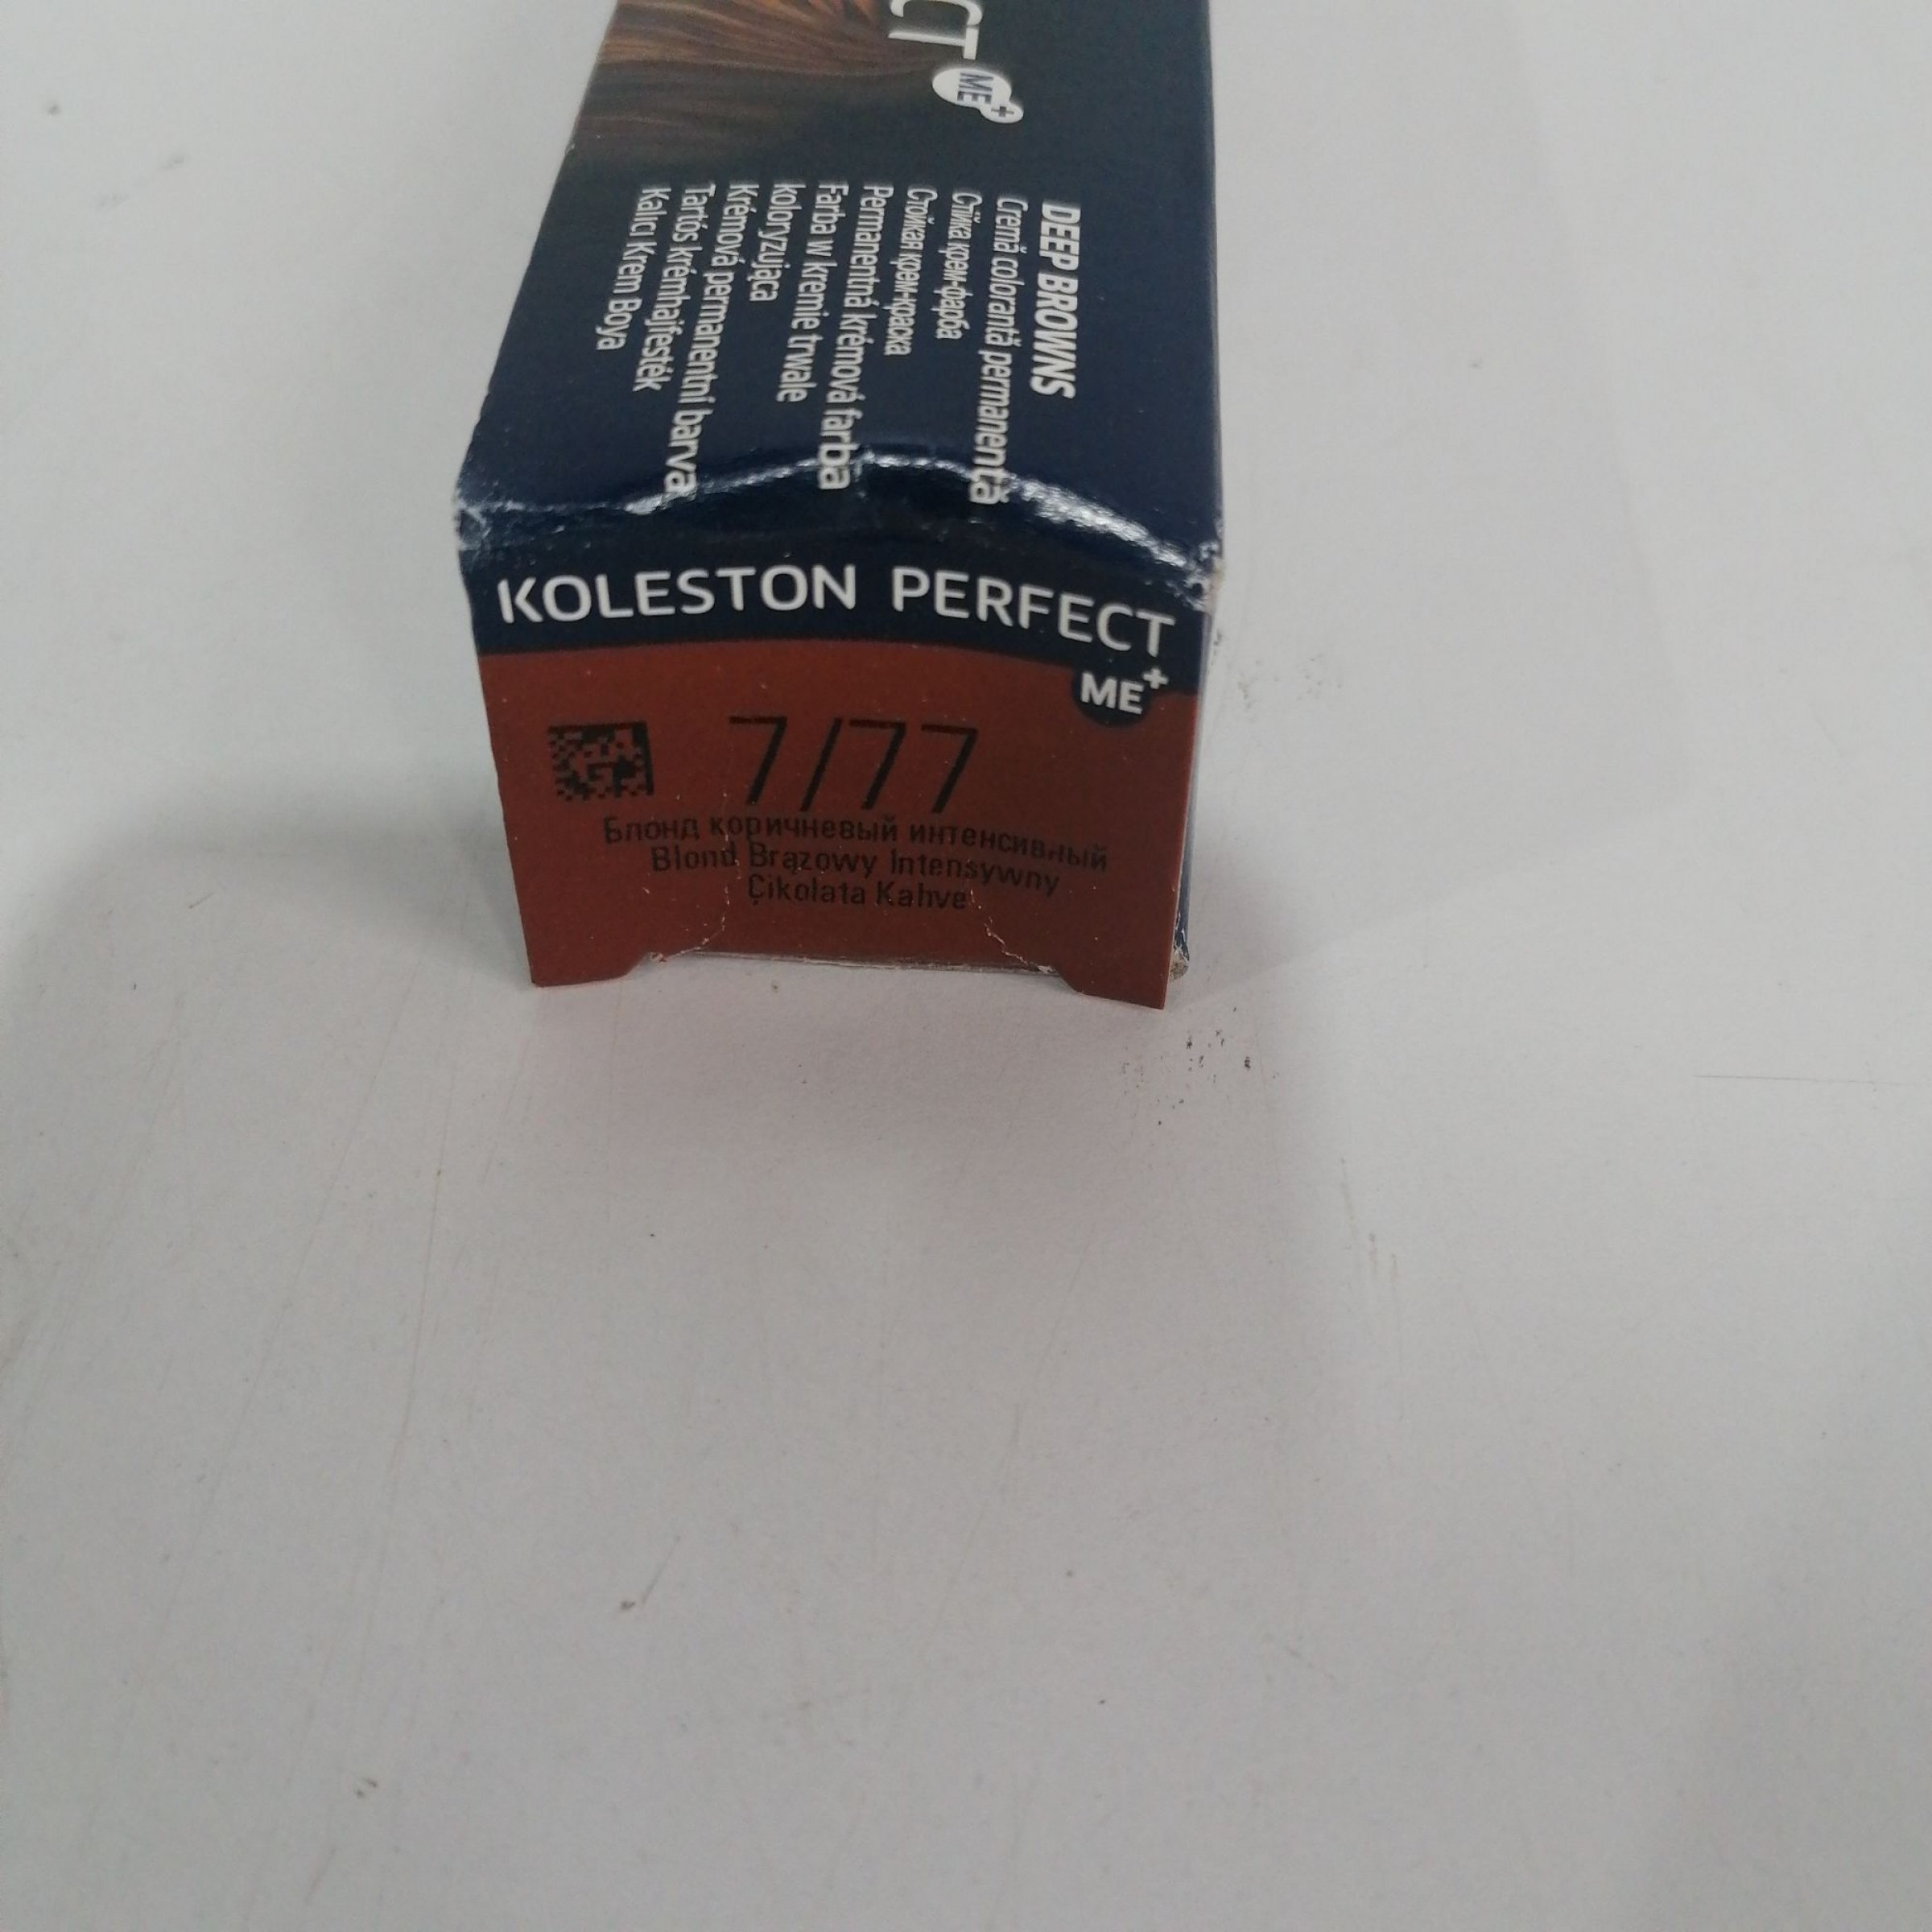 CT ME+
DEEP BROWNS
Cremă colorantă permanentă
Стійка крем-фарба
Стойкая крем-краска
Permanentná krémová farba
Farba w kremie trwale
koloryzująca
Krémová permanentní barva
Tartós krémhajfesték
Kalıcı Krem Boya
KOLESTON PERFECT
ME+
7/77
Блонд коричневый интенсивный
Blond Brązowy Intensywny
Çikolata Kahve